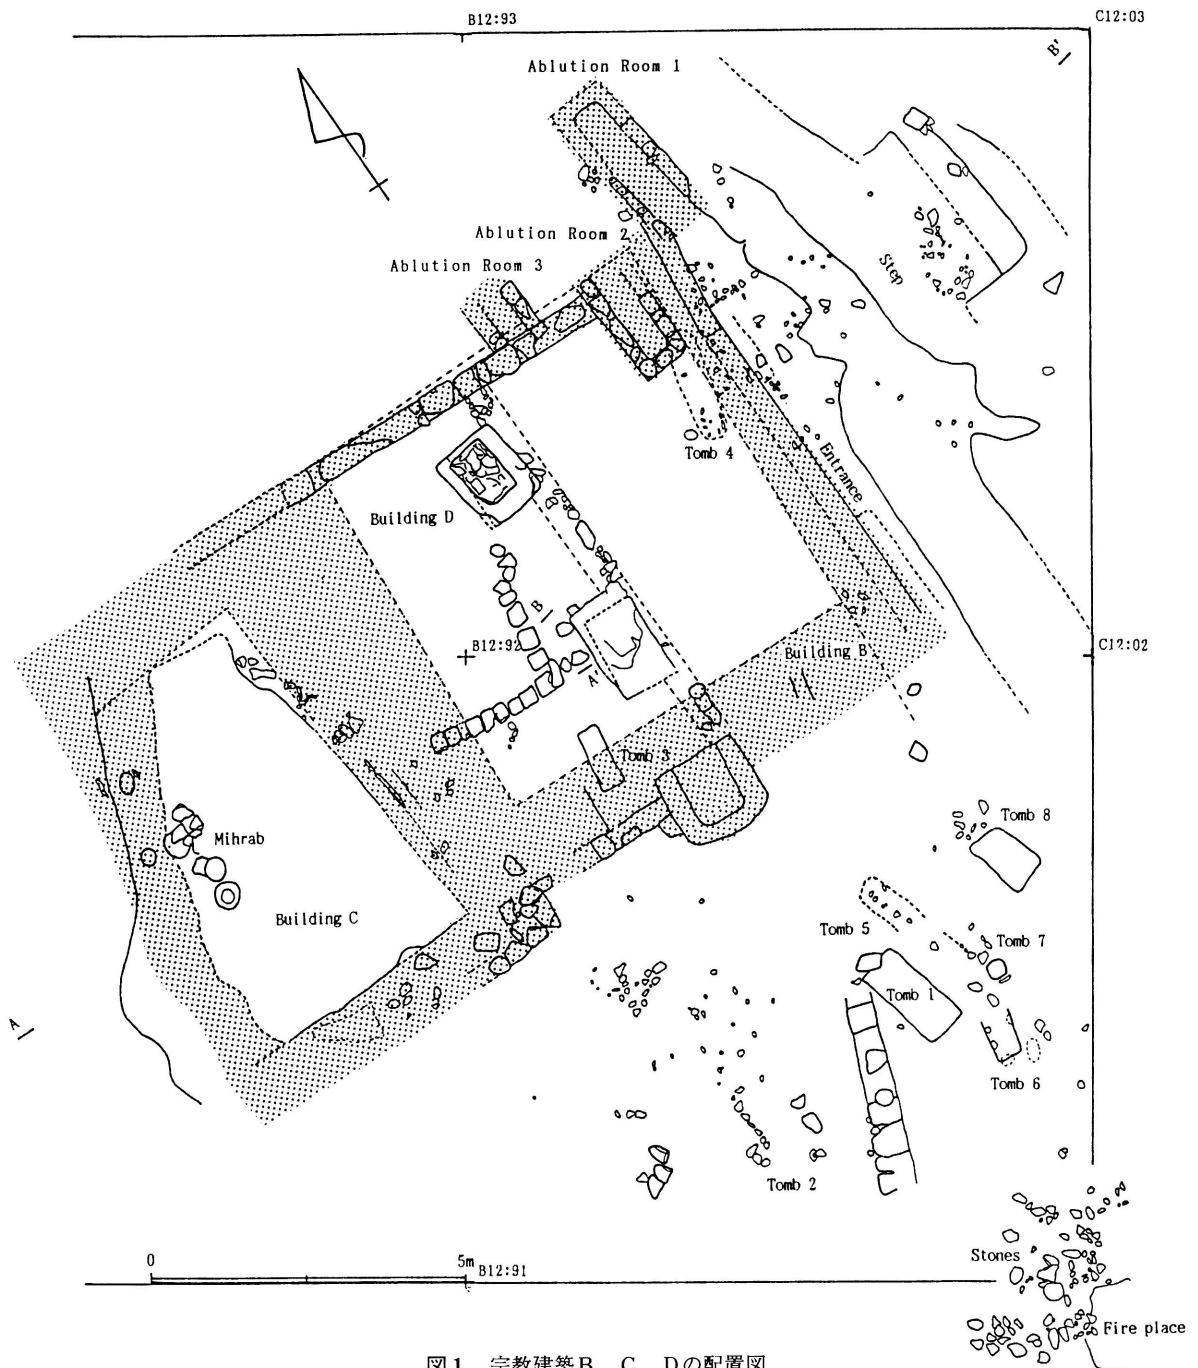 B12:93
C12:03
B'
Ablution Room 1
Ablution Room 2
Ablution Room 3
Step
Tomb 4
Entrance
Building D
B
B12:92
C12:02
Building B
A'
Tomb 3
Tomb 8
Mihrab
Building C
Tomb 5
Tomb 7
Tomb 1
A
Tomb 6
Tomb 2
0
5m
B12:91
Stones
Fire place
図1 宗教建築B、C、Dの配置図